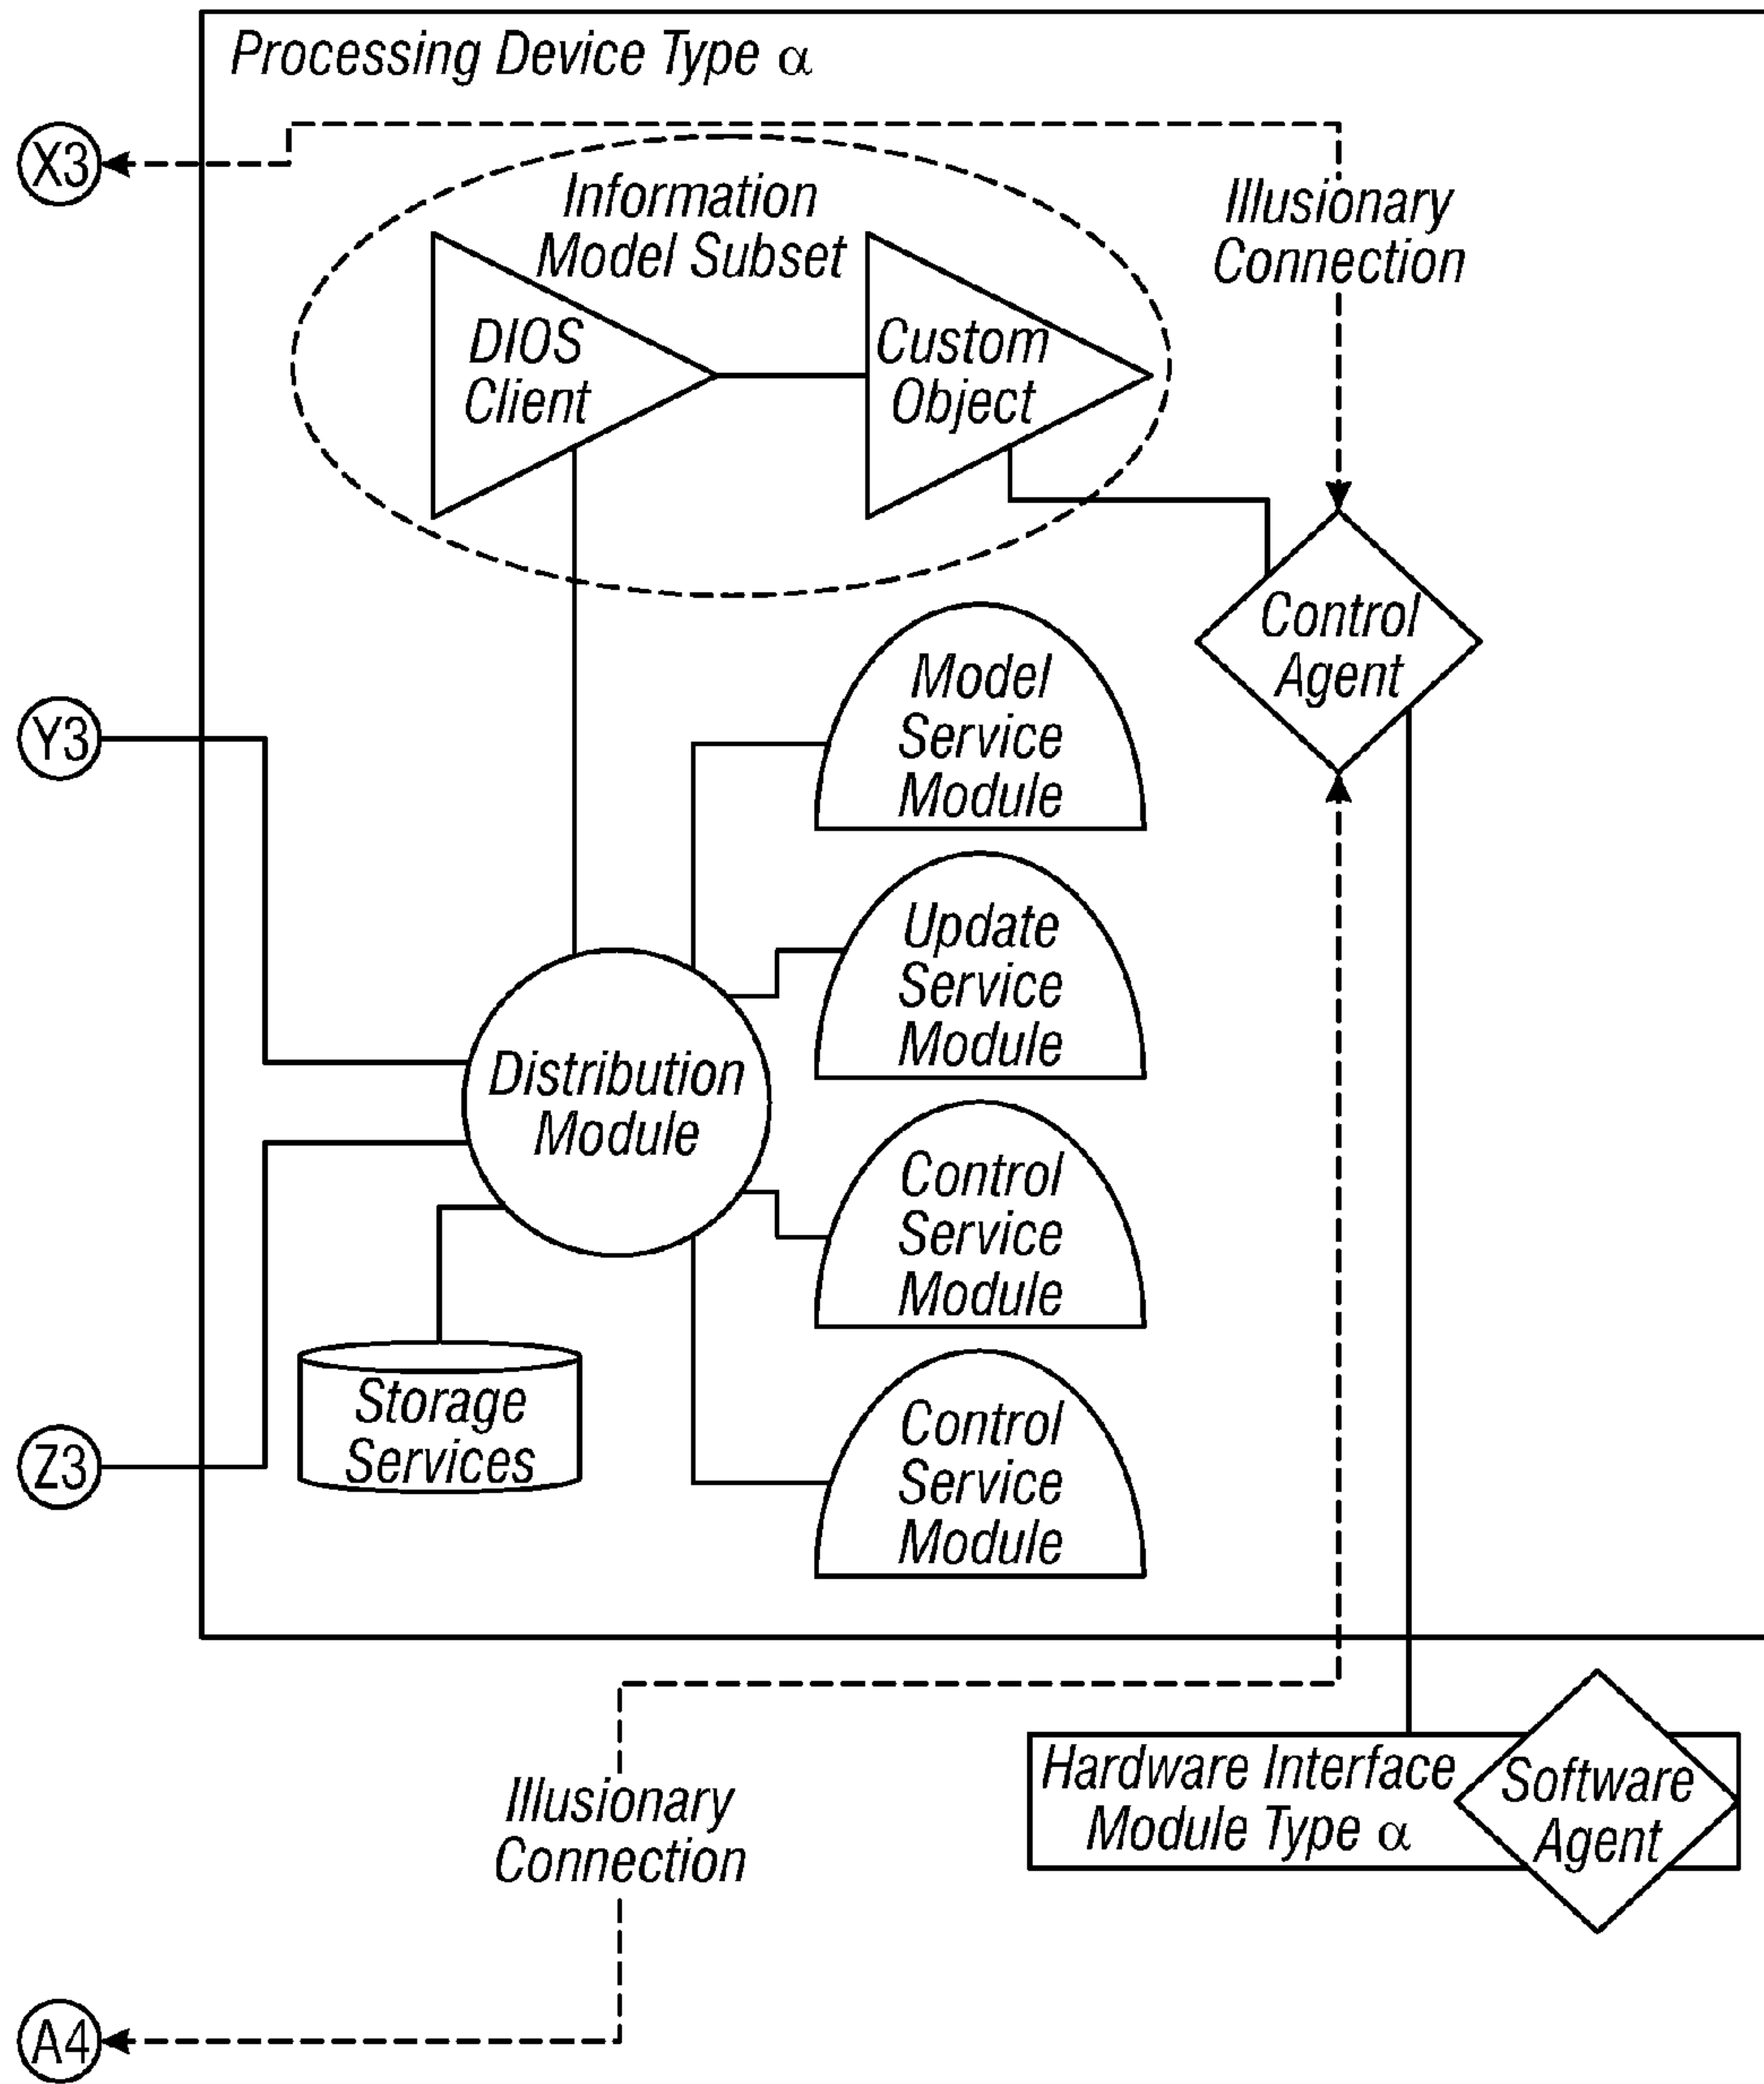 Processing Device Type α
X3
Information
Model Subset
Illusionary
Connection
DIOS
Client
Custom
Object
Control
Agent
Model
Service
Module
Y3
Update
Service
Module
Distribution
Module
Control
Service
Module
Storage
Services
Control
Service
Module
Z3
Hardware Interface
Module Type α
Software
Agent
Illusionary
Connection
A4